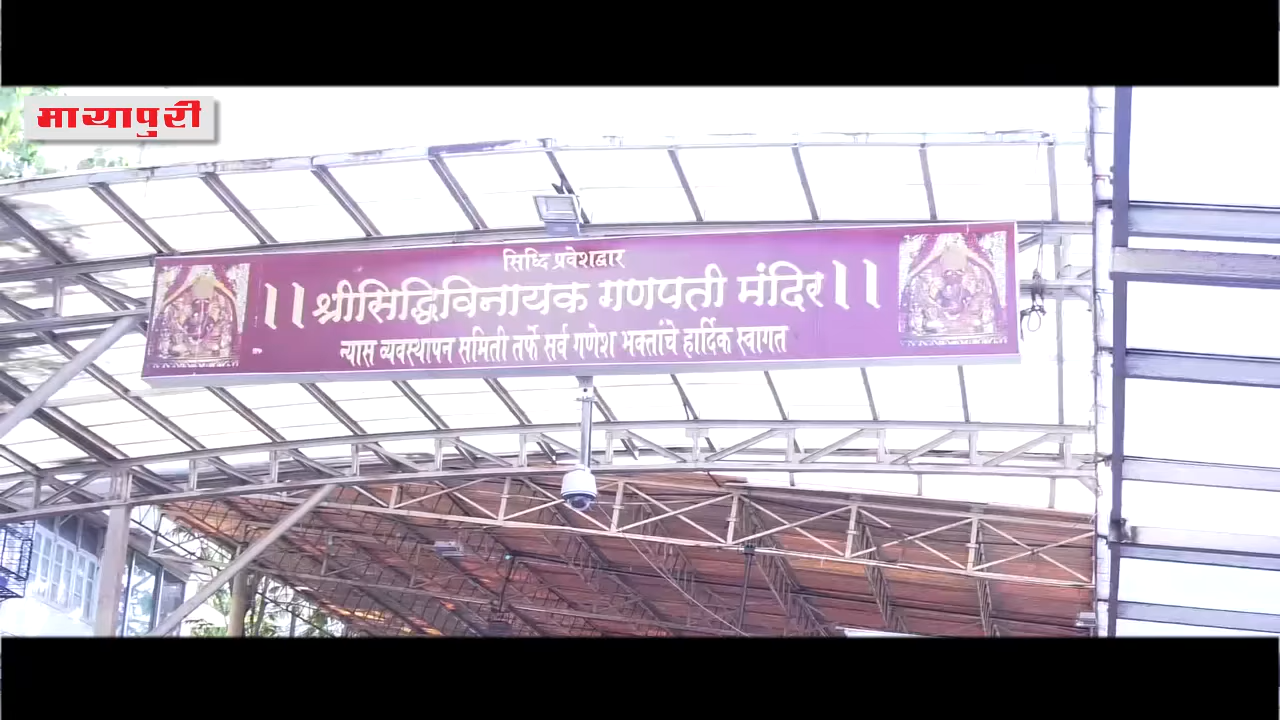 मायापुरी
सिध्दि प्रवेशद्वार
।।श्रीसिद्धिविनायक गणपती मंदिर।।
न्यास व्यवस्थापन समिती तर्फे सर्व गणेश भक्तांचे हार्दिक स्वागत